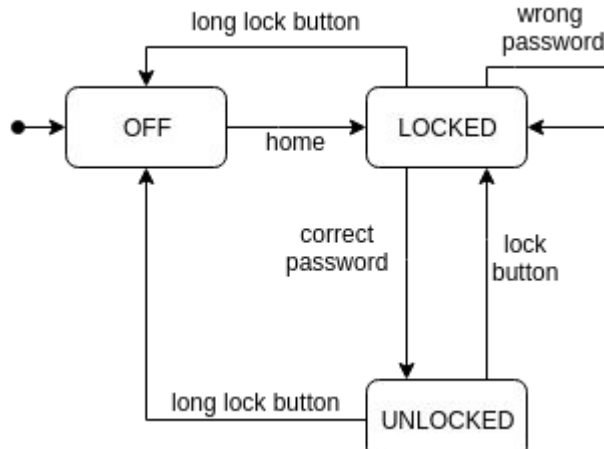 long lock button
wrong
password
OFF
home
LOCKED
correct
password
lock
button
long lock button
UNLOCKED